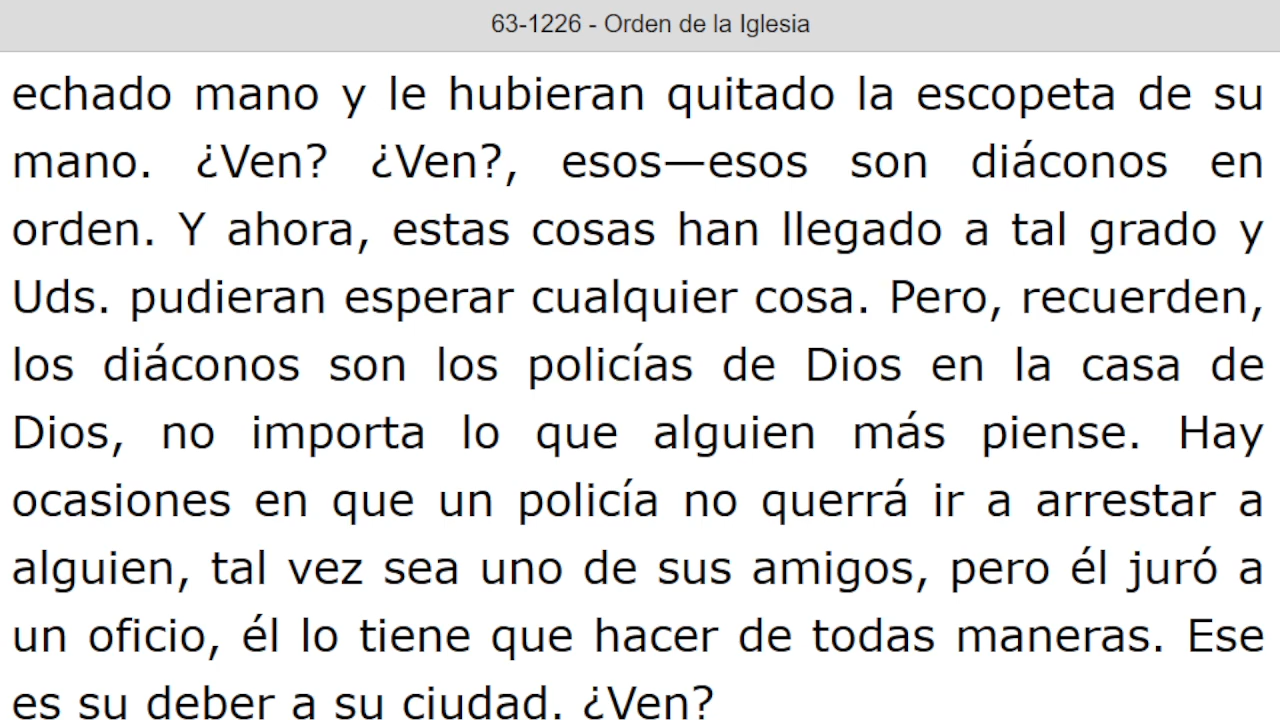 63-1226 - Orden de la Iglesia
echado mano y le hubieran quitado la escopeta de su
mano. ¿Ven? ¿Ven?, esos—esos son diáconos en
orden. Y ahora, estas cosas han llegado a tal grado y
Uds. pudieran esperar cualquier cosa. Pero, recuerden,
los diáconos son los policías de Dios en la casa de
Dios, no importa lo que alguien más piense. Hay
ocasiones en que un policía no querrá ir a arrestar a
alguien, tal vez sea uno de sus amigos, pero él juró a
un oficio, él lo tiene que hacer de todas maneras. Ese
es su deber a su ciudad. ¿Ven?